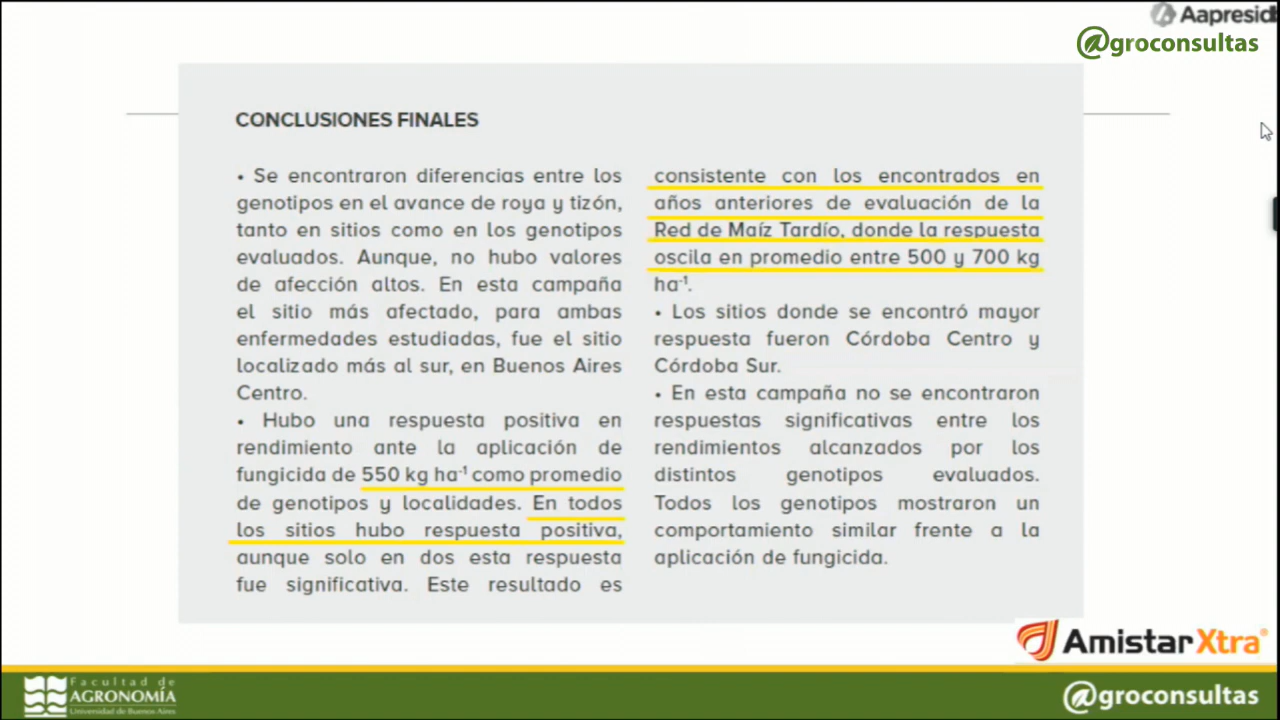 Aapresid
@groconsultas
CONCLUSIONES FINALES
• Se encontraron diferencias entre los
genotipos en el avance de roya y tizón,
tanto en sitios como en los genotipos
evaluados. Aunque, no hubo valores
de afección altos. En esta campaña
el sitio más afectado, para ambas
enfermedades estudiadas, fue el sitio
localizado más al sur, en Buenos Aires
Centro.
• Hubo una respuesta positiva en
rendimiento ante la aplicación de
fungicida de 550 kg ha⁻¹ como promedio
de genotipos y localidades. En todos
los sitios hubo respuesta positiva,
aunque solo en dos esta respuesta
fue significativa. Este resultado es
consistente con los encontrados en
años anteriores de evaluación de la
Red de Maíz Tardío, donde la respuesta
oscila en promedio entre 500 y 700 kg
ha⁻¹.
• Los sitios donde se encontró mayor
respuesta fueron Córdoba Centro y
Córdoba Sur.
• En esta campaña no se encontraron
respuestas significativas entre los
rendimientos alcanzados por los
distintos genotipos evaluados.
Todos los genotipos mostraron un
comportamiento similar frente a la
aplicación de fungicida.
Amistar Xtra®
Facultad de
AGRONOMÍA
Universidad de Buenos Aires
@groconsultas